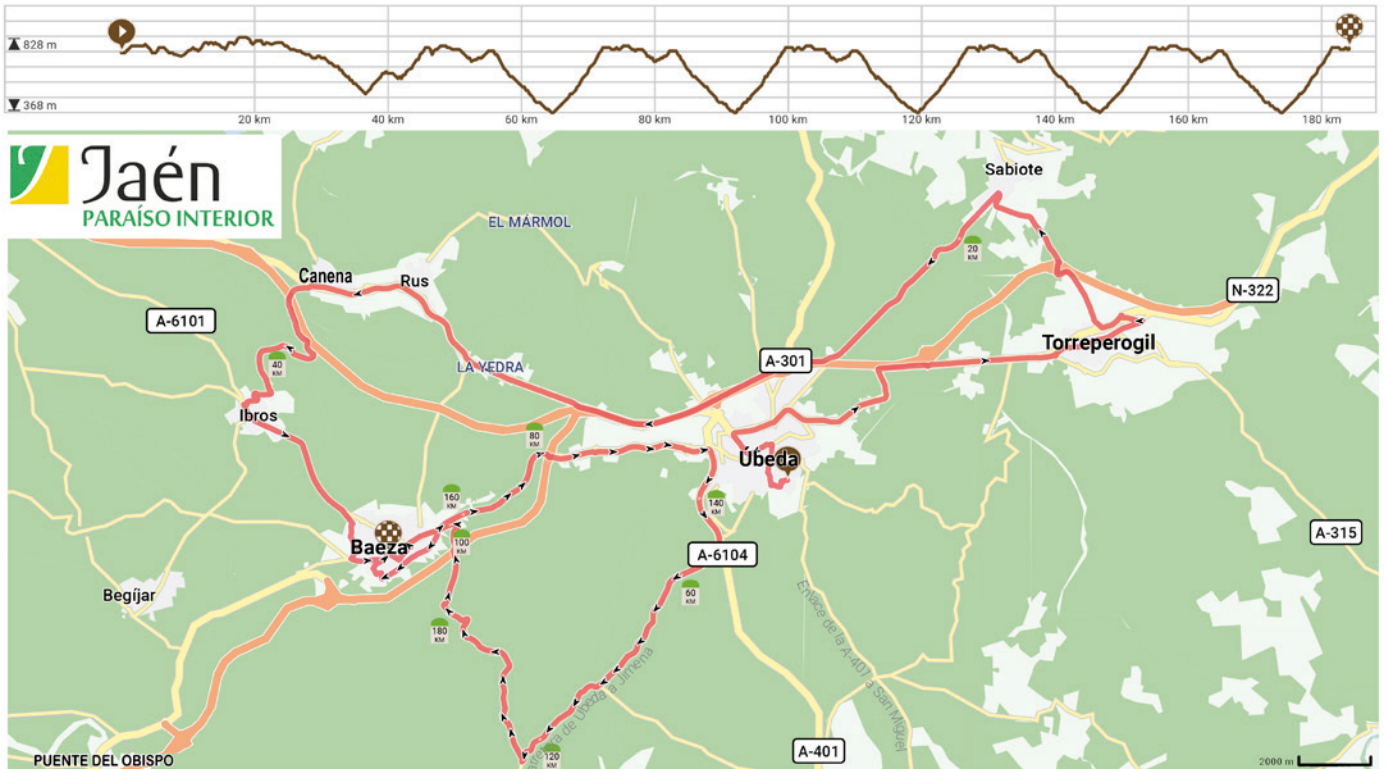 828 m
368 m
20 km
40 km
60 km
80 km
100 km
120 km
140 km
160 km
180 km
Jaén
PARAÍSO INTERIOR
Sabiote
EL MÁRMOL
20
KM
Canena
Rus
N-322
A-6101
Torreperogil
A-301
LA YEDRA
40
KM
Ibros
80
KM
Úbeda
160
KM
140
KM
A-315
Baeza
100
KM
A-6104
Begíjar
60
KM
Enlace de la A-407 a San Miguel
180
KM
de Úbeda a Jimena
120
KM
A-401
PUENTE DEL OBISPO
2000 m